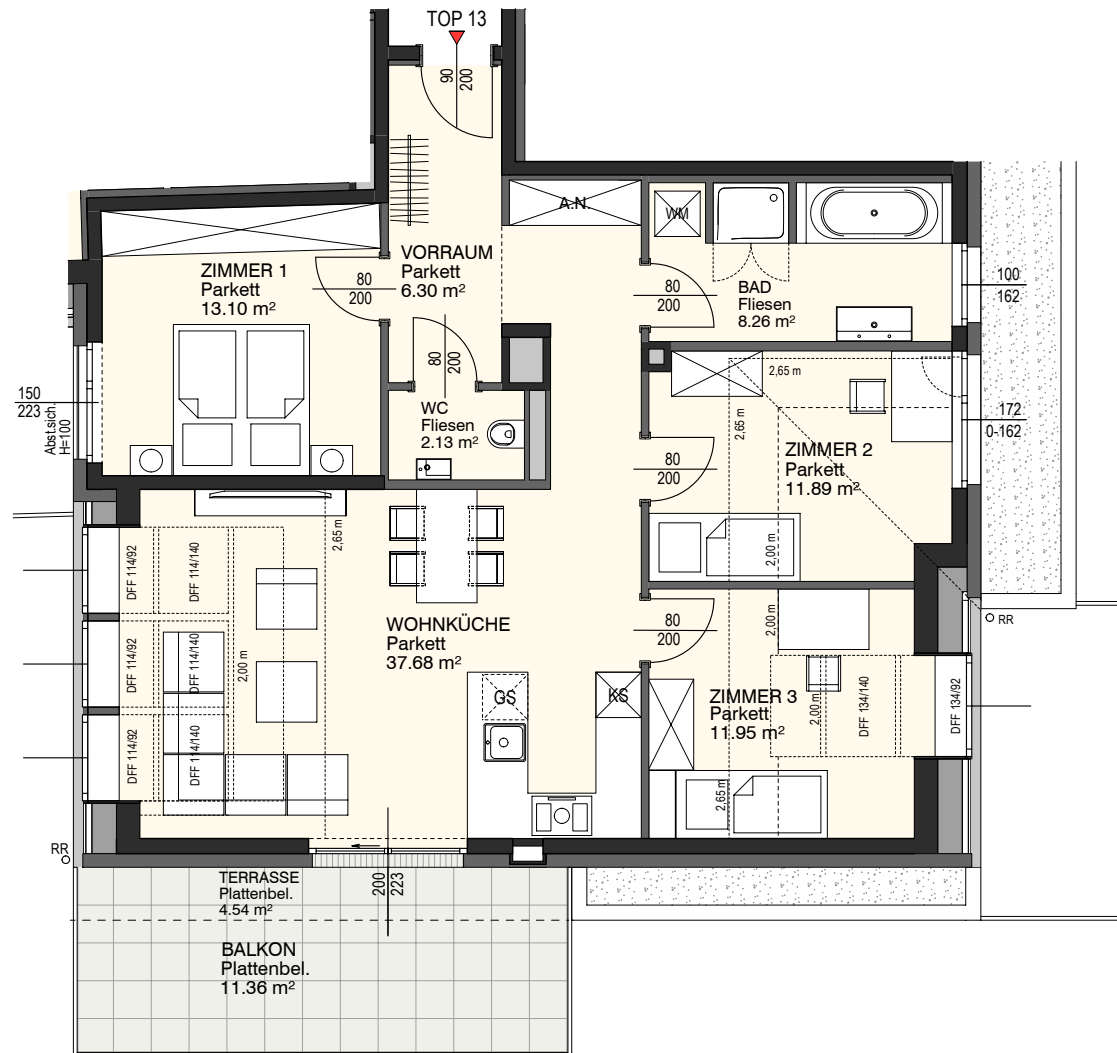 TOP 13
90
200
A.N.
WM
VORRAUM
Parkett
6.30 m²
ZIMMER 1
Parkett
13.10 m²
80
200
80
200
BAD
Fliesen
8.26 m²
100
162
80
200
WC
Fliesen
2.13 m²
150
223
Abst.sich.
H=100
2,65 m
2,65 m
172
0-162
ZIMMER 2
Parkett
11.89 m²
80
200
2,00 m
2,65 m
DFF 114/92
DFF 114/140
DFF 114/92
DFF 114/140
2,00 m
DFF 114/92
DFF 114/140
WOHNKÜCHE
Parkett
37.68 m²
80
200
2,00 m
RR
GS
KS
ZIMMER 3
Parkett
11.95 m²
2,00 m
DFF 134/140
DFF 134/92
2,65 m
RR
200
223
TERRASSE
Plattenbel.
4.54 m²
BALKON
Plattenbel.
11.36 m²